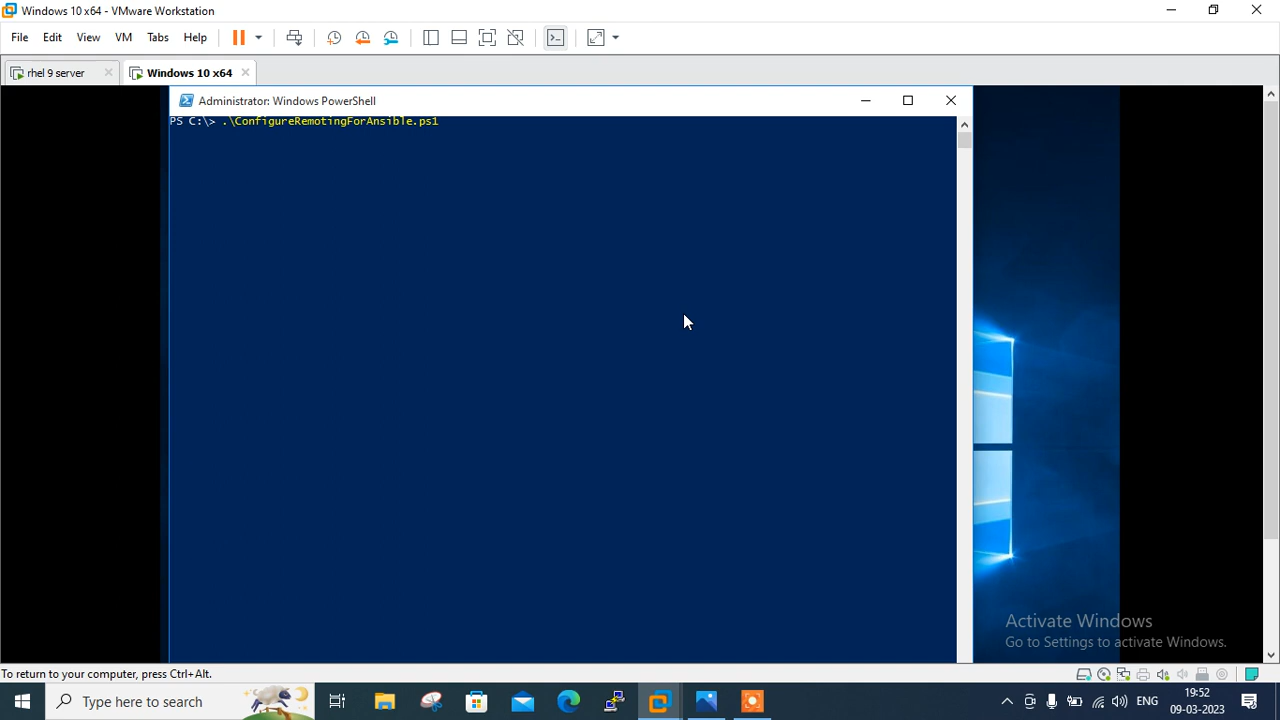 Windows 10 x64 - VMware Workstation
File Edit View VM Tabs Help
rhel 9 server
Windows 10 x64
Administrator: Windows PowerShell
PS C:\> .\ConfigureRemotingForAnsible.ps1
Activate Windows
Go to Settings to activate Windows.
To return to your computer, press Ctrl+Alt.
Type here to search
ENG
19:52
09-03-2023